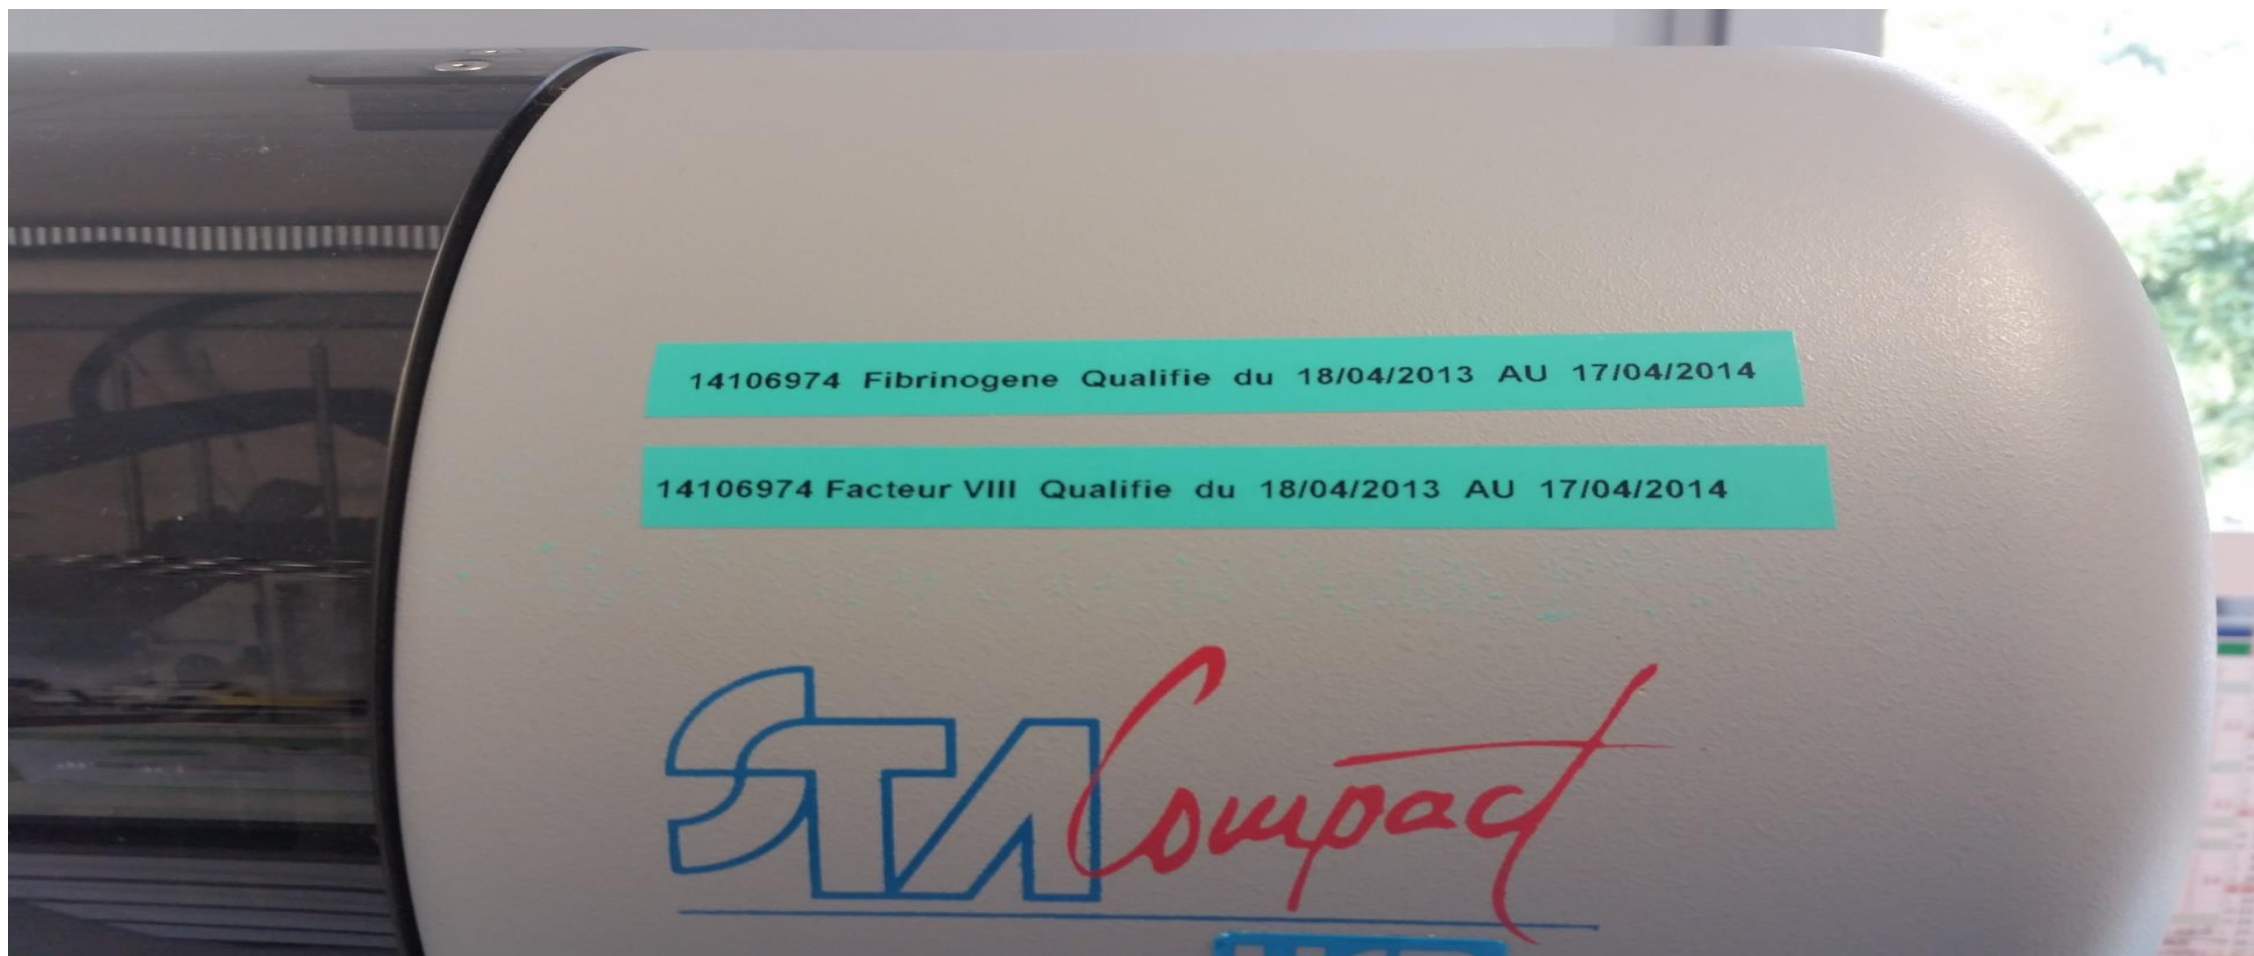 14106974 Fibrinogene Qualifie du 18/04/2013 AU 17/04/2014
14106974 Facteur VIII Qualifie du 18/04/2013 AU 17/04/2014
STA Compact